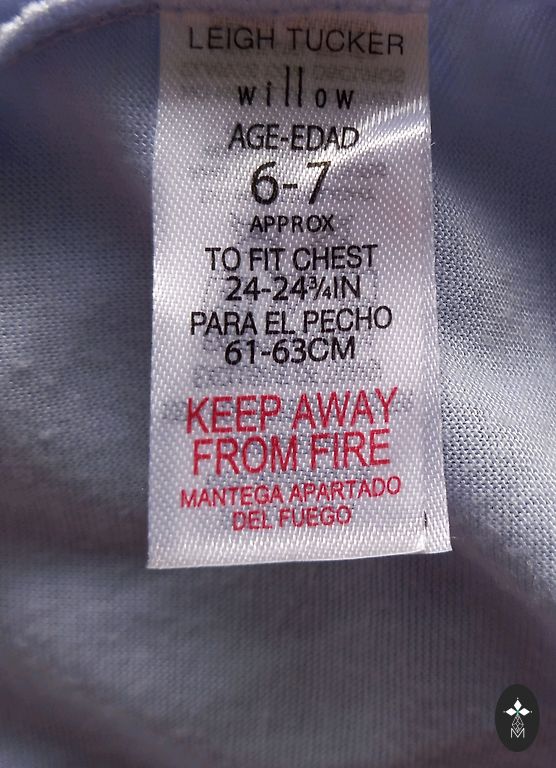 LEIGH TUCKER
willow
AGE-EDAD
6-7
APPROX
TO FIT CHEST
24-24¾IN
PARA EL PECHO
61-63CM
KEEP AWAY
FROM FIRE
MANTEGA APARTADO
DEL FUEGO